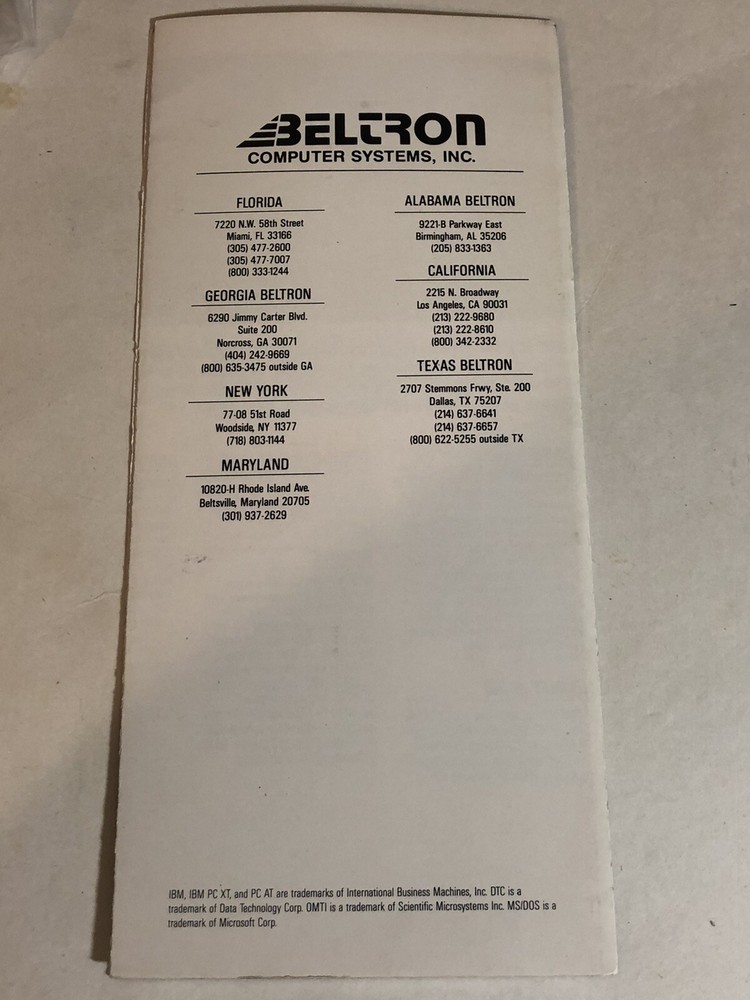 BELTRON
COMPUTER SYSTEMS, INC.
FLORIDA
7220 N.W. 58th Street
Miami, FL 33166
(305) 477-2600
(305) 477-7007
(800) 333-1244
GEORGIA BELTRON
6290 Jimmy Carter Blvd.
Suite 200
Norcross, GA 30071
(404) 242-9669
(800) 635-3475 outside GA
NEW YORK
77-08 51st Road
Woodside, NY 11377
(718) 803-1144
MARYLAND
10820-H Rhode Island Ave.
Beltsville, Maryland 20705
(301) 937-2629
ALABAMA BELTRON
9221-B Parkway East
Birmingham, AL 35206
(205) 833-1363
CALIFORNIA
2215 N. Broadway
Los Angeles, CA 90031
(213) 222-9680
(213) 222-8610
(800) 342-2332
TEXAS BELTRON
2707 Stemmons Frwy, Ste. 200
Dallas, TX 75207
(214) 637-6641
(214) 637-6657
(800) 622-5255 outside TX
IBM, IBM PC XT, and PC AT are trademarks of International Business Machines, Inc. DTC is a
trademark of Data Technology Corp. OMTI is a trademark of Scientific Microsystems Inc. MS/DOS is a
trademark of Microsoft Corp.